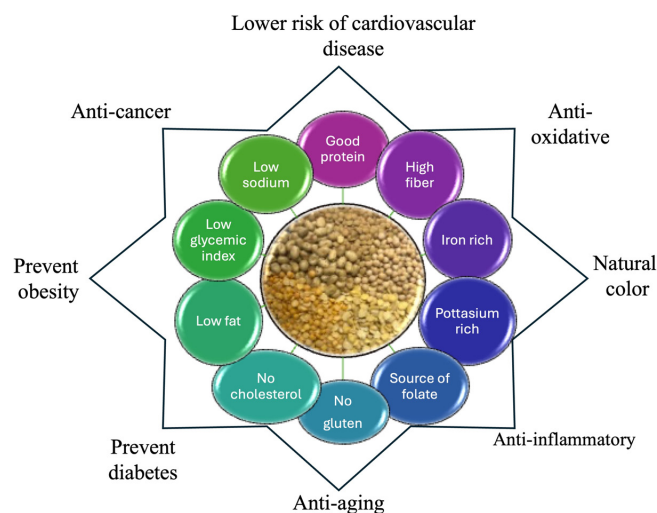 Lower risk of cardiovascular
disease
Anti-cancer
Anti-
oxidative
Good
protein
Low
sodium
High
fiber
Low
glycemic
index
Iron rich
Prevent
obesity
Natural
color
Low fat
Pottasium
rich
No
cholesterol
Source of
folate
No
gluten
Prevent
diabetes
Anti-inflammatory
Anti-aging